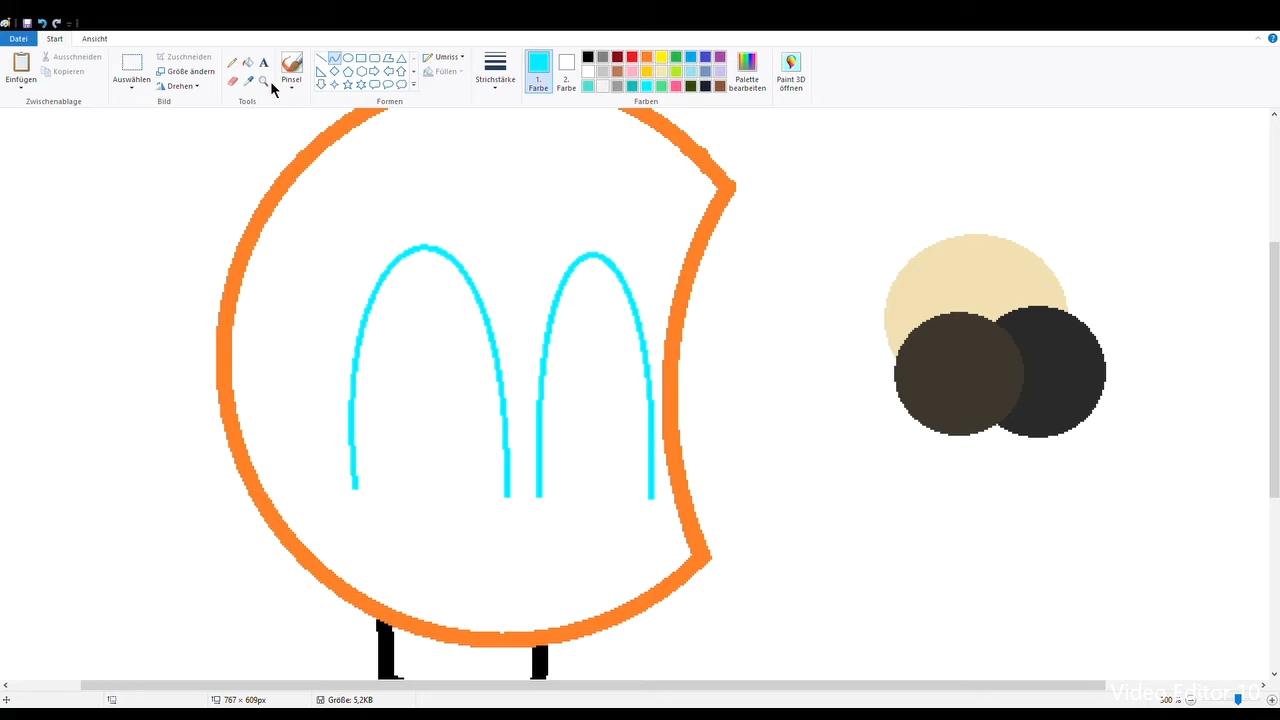 Datei Start Ansicht
Einfügen Ausschneiden Kopieren Auswählen Zuschneiden Größe ändern Drehen A Pinsel Umriss Füllen Strichstärke 1. Farbe 2. Farbe Palette bearbeiten Paint 3D öffnen
Zwischenablage Bild Tools Formen Farben
767 × 609px Größe: 5,2KB
Video Editor 10